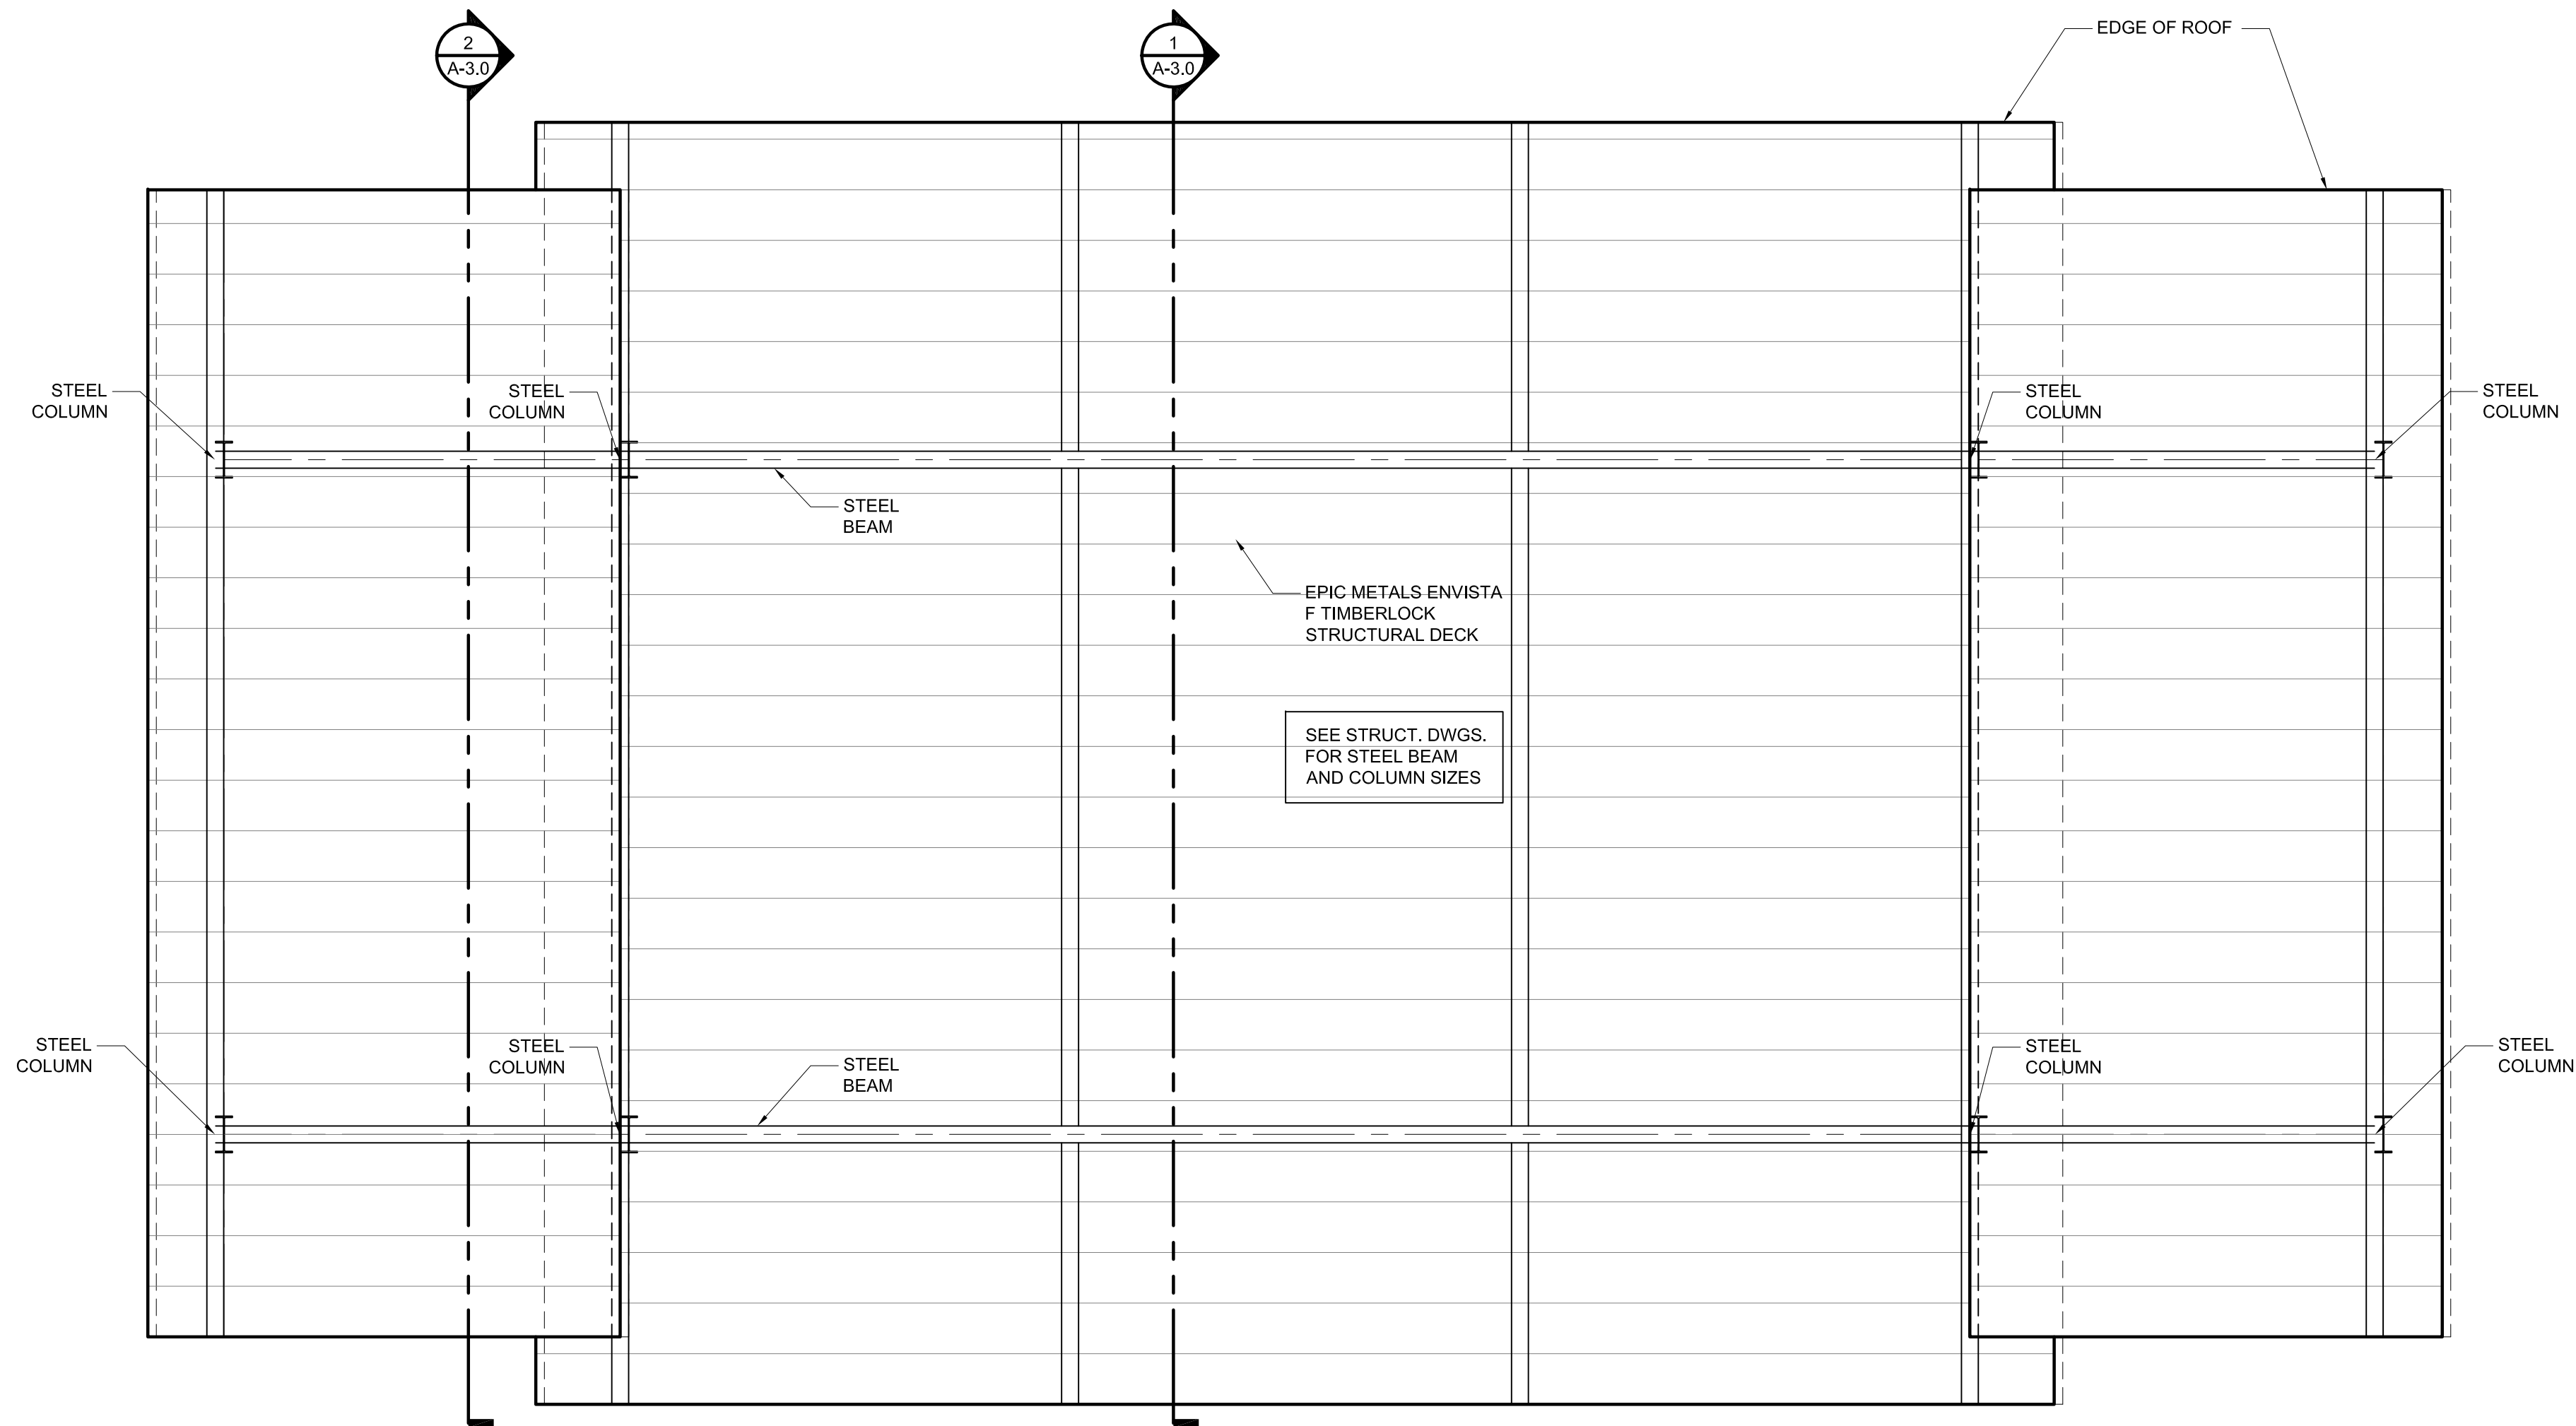 2
A-3.0
1
A-3.0
EDGE OF ROOF
STEEL
COLUMN
STEEL
COLUMN
STEEL
COLUMN
STEEL
COLUMN
STEEL
BEAM
EPIC METALS ENVISTA
F TIMBERLOCK
STRUCTURAL DECK
SEE STRUCT. DWGS.
FOR STEEL BEAM
AND COLUMN SIZES
STEEL
COLUMN
STEEL
COLUMN
STEEL
BEAM
STEEL
COLUMN
STEEL
COLUMN